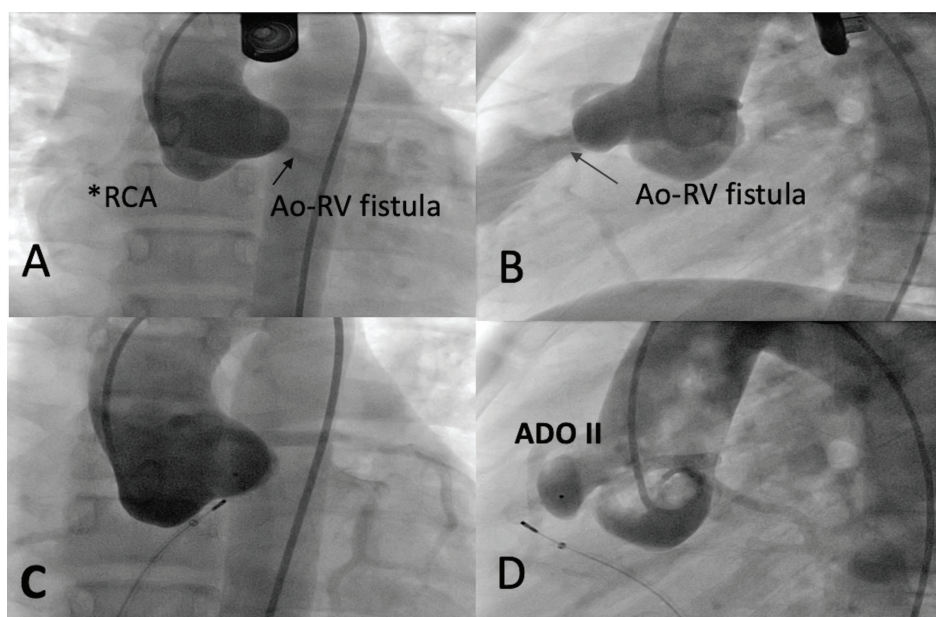 *RCA
Ao-RV fistula
A
Ao-RV fistula
B
C
ADO II
D